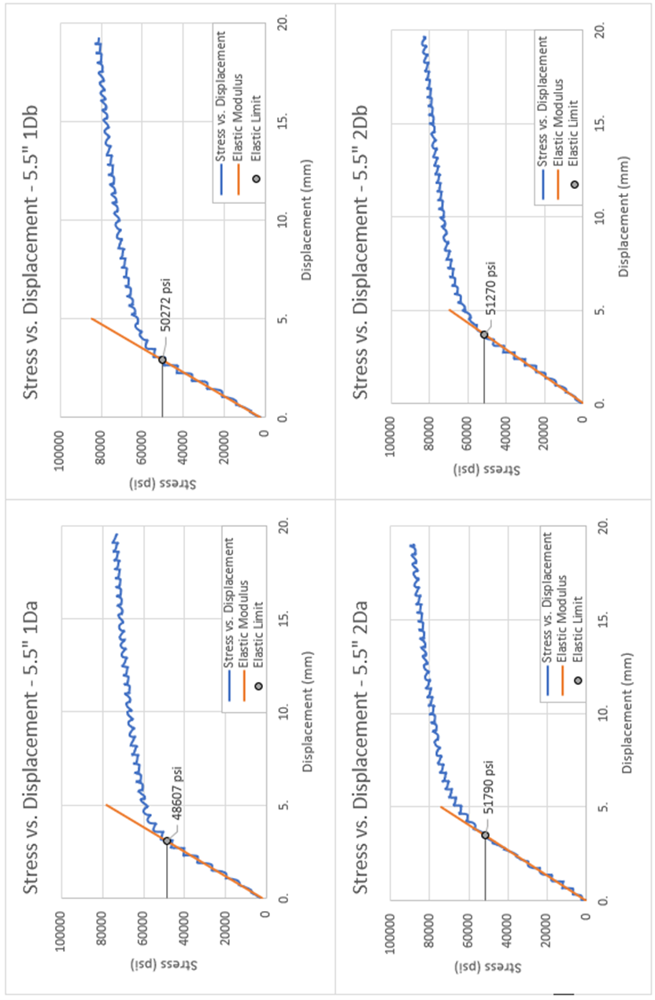 Stress vs. Displacement - 5.5" 1Da
Stress (psi)
100000
80000
60000
40000
20000
0
48607 psi
Stress vs. Displacement
Elastic Modulus
Elastic Limit
0. 5. 10. 15. 20.
Displacement (mm)
Stress vs. Displacement - 5.5" 1Db
Stress (psi)
100000
80000
60000
40000
20000
0
50272 psi
Stress vs. Displacement
Elastic Modulus
Elastic Limit
0. 5. 10. 15. 20.
Displacement (mm)
Stress vs. Displacement - 5.5" 2Da
Stress (psi)
100000
80000
60000
40000
20000
0
51790 psi
Stress vs. Displacement
Elastic Modulus
Elastic Limit
0. 5. 10. 15. 20.
Displacement (mm)
Stress vs. Displacement - 5.5" 2Db
Stress (psi)
100000
80000
60000
40000
20000
0
51270 psi
Stress vs. Displacement
Elastic Modulus
Elastic Limit
0. 5. 10. 15. 20.
Displacement (mm)